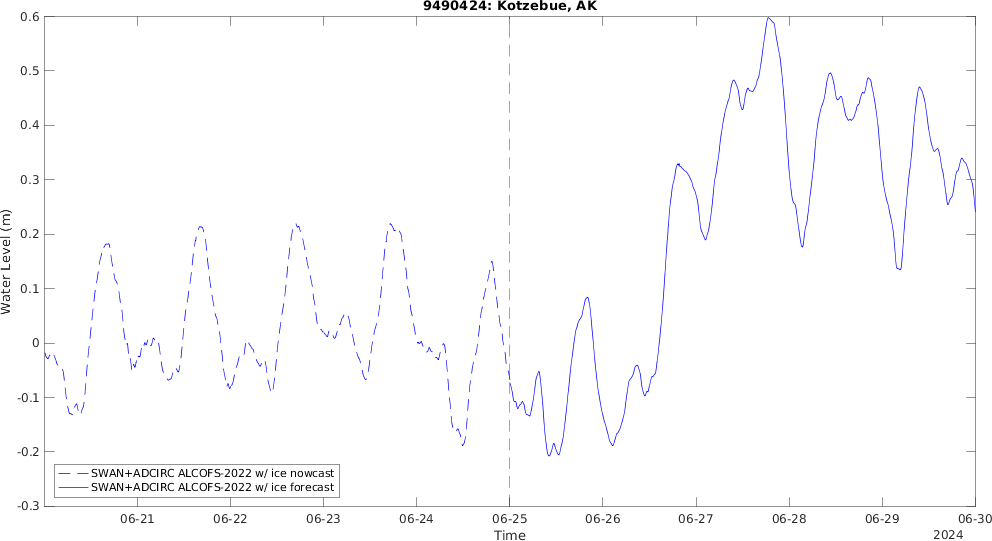 9490424: Kotzebue, AK
0.6
0.5
0.4
0.3
0.2
0.1
0
-0.1
-0.2
-0.3
Water Level (m)
SWAN+ADCIRC ALCOFS-2022 w/ ice nowcast
SWAN+ADCIRC ALCOFS-2022 w/ ice forecast
06-21 06-22 06-23 06-24 06-25 06-26 06-27 06-28 06-29 06-30
Time
2024